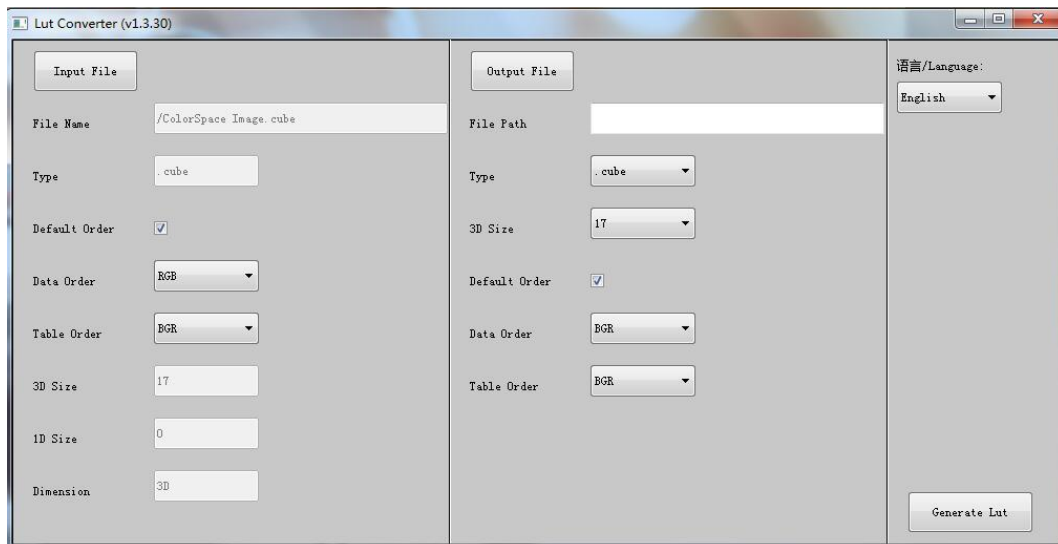 Lut Converter (v1.3.30)
Input File
File Name
/ColorSpace Image.cube
Type
.cube
Default Order
Data Order
RGB
Table Order
BGR
3D Size
17
1D Size
0
Dimension
3D
Output File
File Path
Type
.cube
3D Size
17
Default Order
Data Order
BGR
Table Order
BGR
语言/Language:
English
Generate Lut